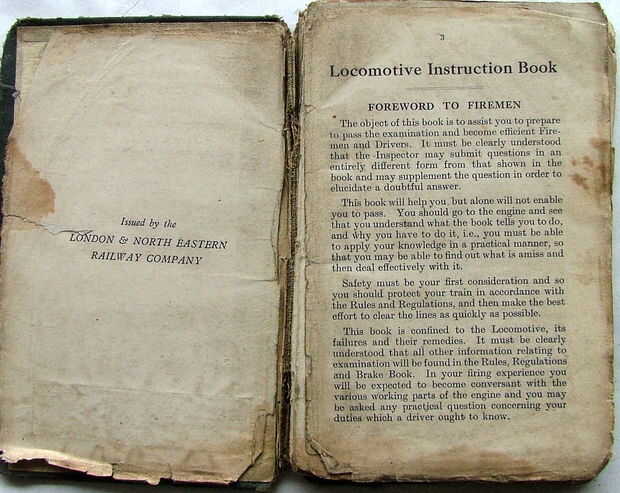 Issued by the
LONDON & NORTH EASTERN
RAILWAY COMPANY
3
Locomotive Instruction Book
FOREWORD TO FIREMEN
The object of this book is to assist you to prepare
to pass the examination and become efficient Fire-
men and Drivers. It must be clearly understood
that the Inspector may submit questions in an
entirely different form from that shown in the
book and may supplement the question in order to
elucidate a doubtful answer.
This book will help you but alone will not enable
you to pass. You should go to the engine and see
that you understand what the book tells you to do,
and why you have to do it, i.e., you must be able
to apply your knowledge in a practical manner, so
that you may be able to find out what is amiss and
then deal effectively with it.
Safety must be your first consideration and so
you should protect your train in accordance with
the Rules and Regulations, and then make the best
effort to clear the lines as quickly as possible.
This book is confined to the Locomotive, its
failures and their remedies. It must be clearly
understood that all other information relating to
examination will be found in the Rules, Regulations
and Brake Book. In your firing experience you
will be expected to become conversant with the
various working parts of the engine and you may
be asked any practical question concerning your
duties which a driver ought to know.